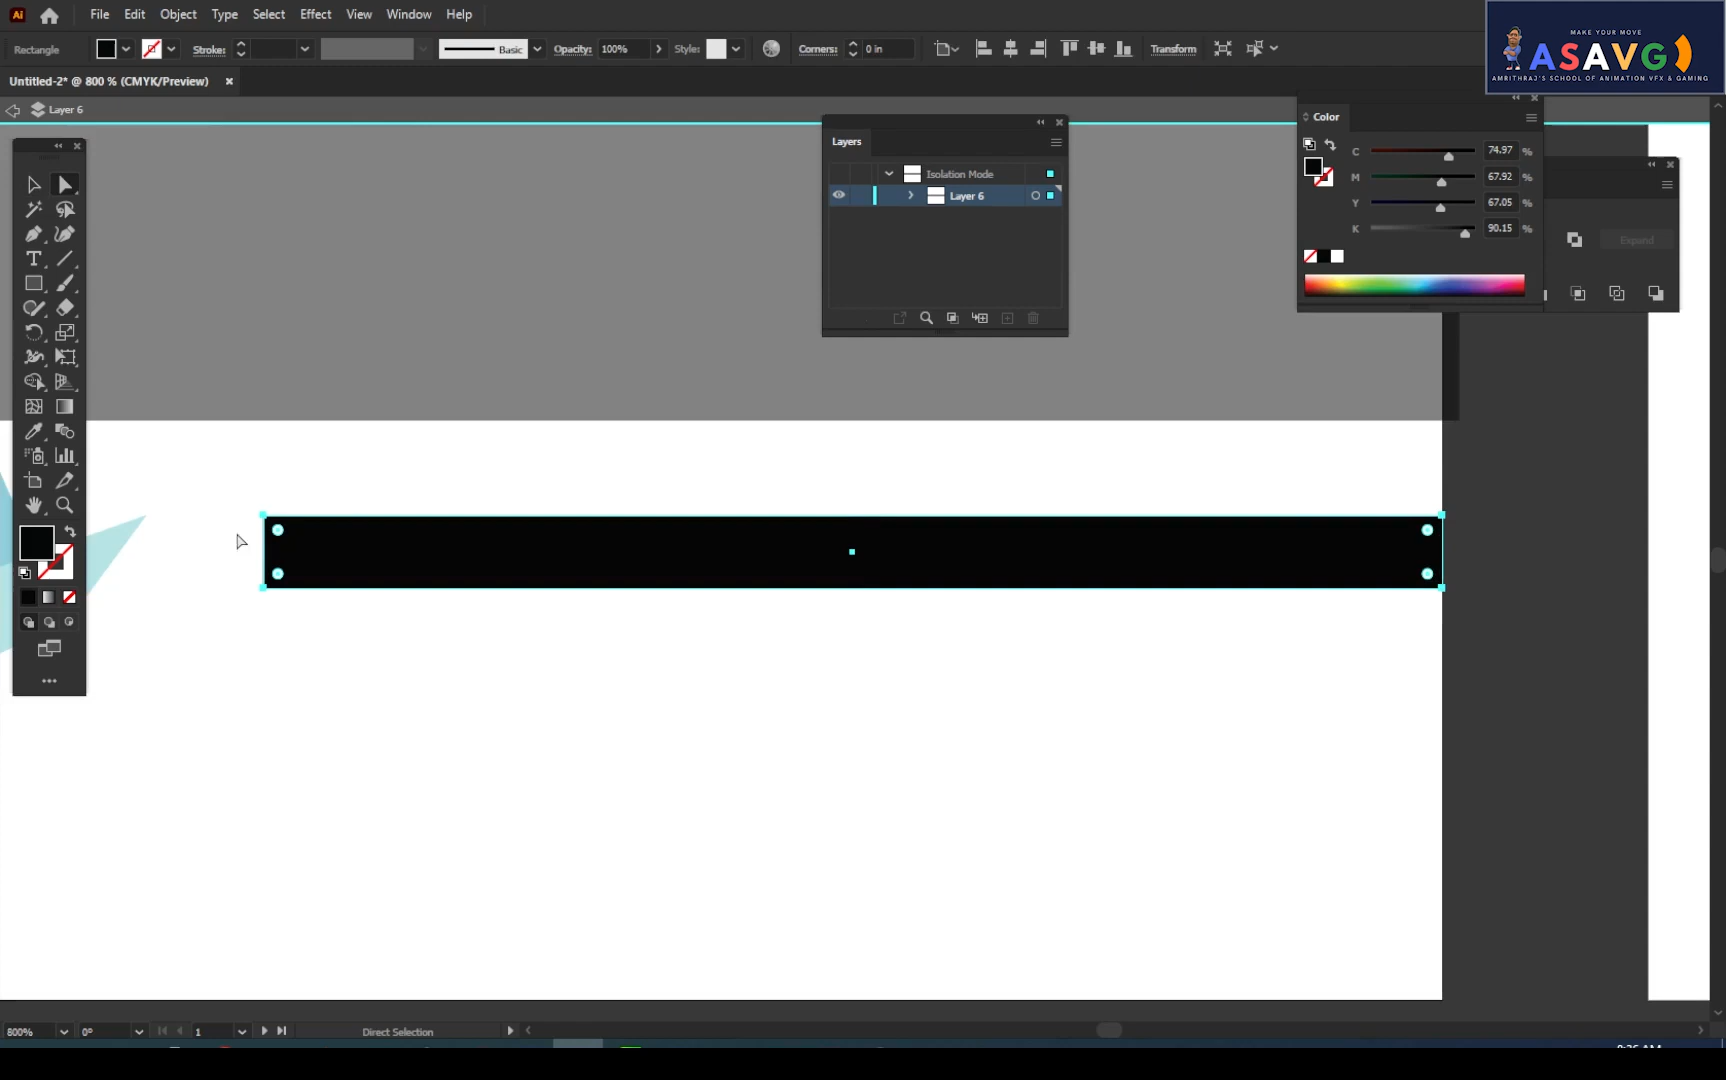 Ai File Edit Object Type Select Effect View Window Help
MAKE YOUR MOVE
ASAVG
AMRITHRAJ'S SCHOOL OF ANIMATION VFX & GAMING
Rectangle Stroke: Basic Opacity: 100% Style: Corners: 0 in Transform
Untitled-2* @ 800 % (CMYK/Preview)
Layer 6
Layers
Isolation Mode
Layer 6
Color
C 74.97 %
M 67.92 %
Y 67.05 %
K 90.15 %
Expand
800% 0° 1 Direct Selection